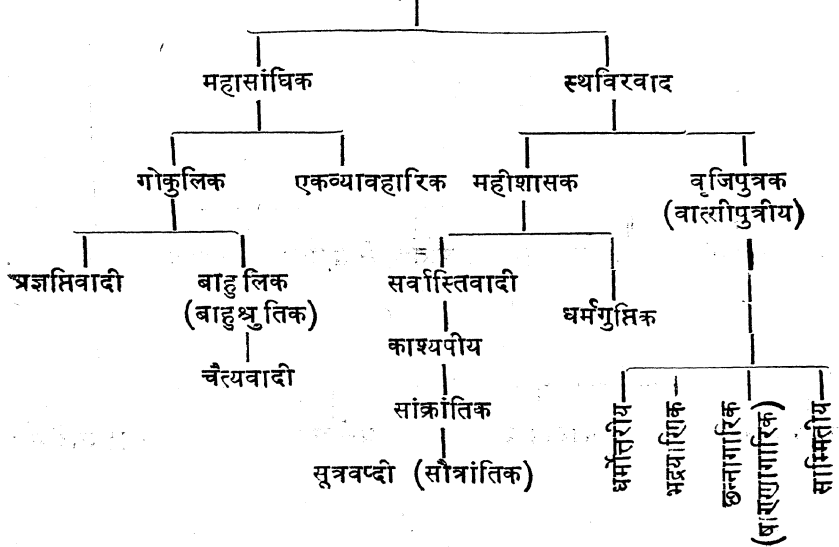 महासांघिक
स्थविरवाद
गोकुलिक
एकव्यावहारिक
महीशासक
वृजिपुत्रक
(वात्सीपुत्रीय)
प्रज्ञप्तिवादी
बाहुलिक
(बाहुश्रुतिक)
चैत्यवादी
सर्वास्तिवादी
धर्मगुप्तिक
काश्यपीय
सांक्रांतिक
सूत्रवप्दी (सौत्रांतिक)
धर्मोत्तरीय
भद्रयाणिक
छन्नागारिक
(षाण्णागारिक)
साम्मितीय